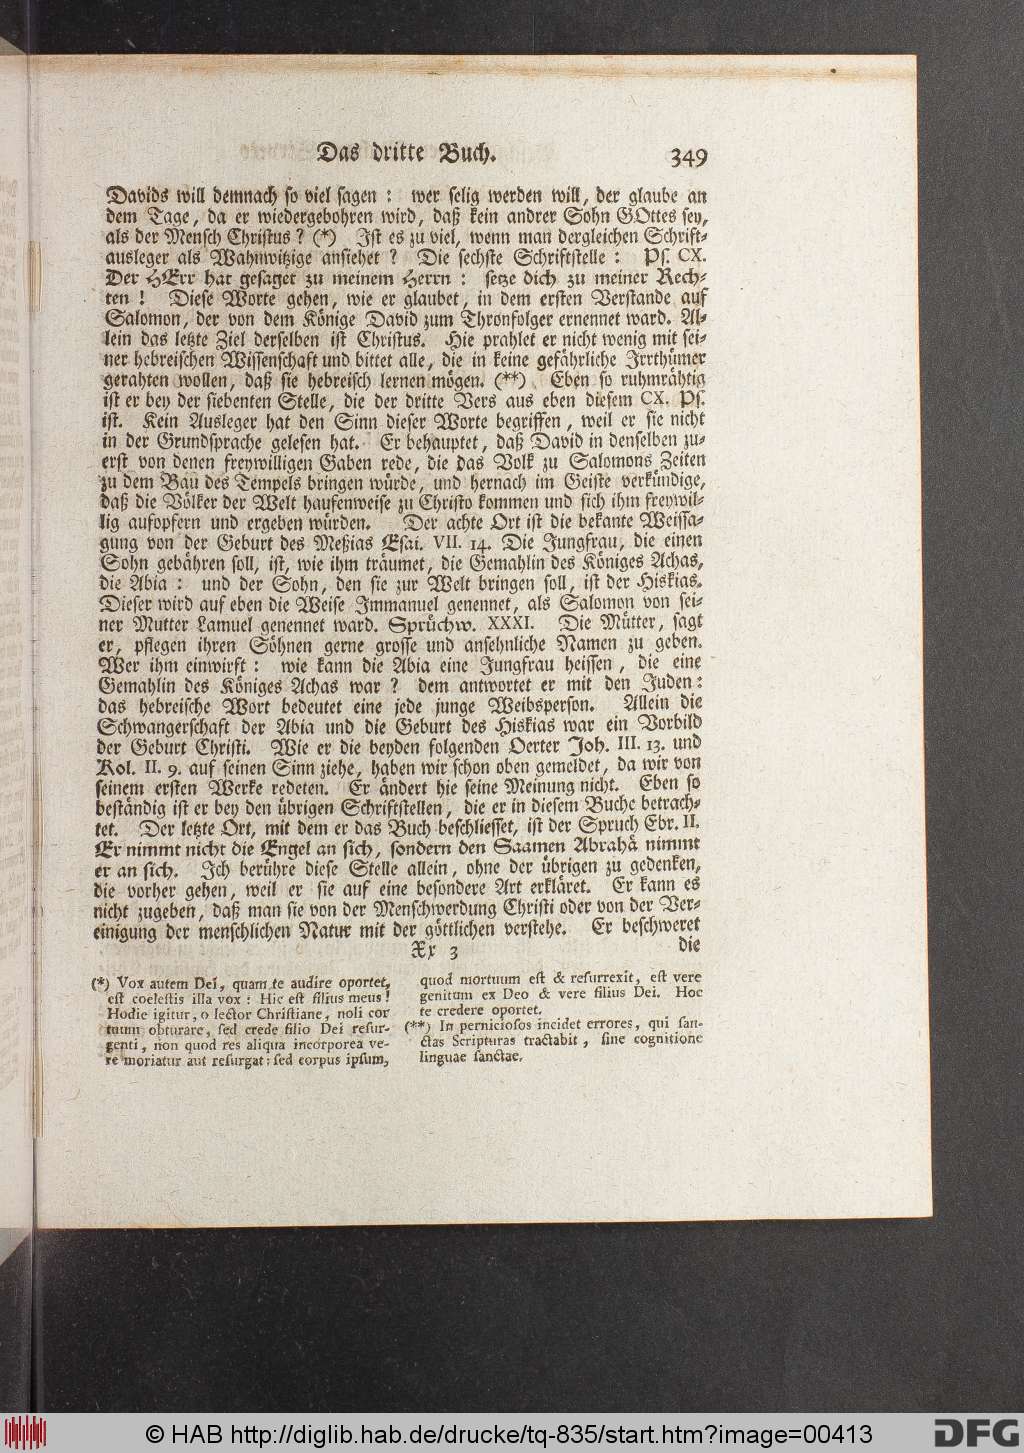 Das dritte Buch. 349
Davids will demnach so viel sagen: wer selig werden will, der glaube an
dem Tage, da er wiedergebohren wird, daß kein andrer Sohn GOttes sey,
als der Mensch Christus? (*) Ist es zu viel, wenn man dergleichen Schrift-
ausleger als Wahnwitzige ansiehet? Die sechste Schriftstelle: Ps. CX.
Der HErr hat gesaget zu meinem Herrn: setze dich zu meiner Rech-
ten! Diese Worte gehen, wie er glaubet, in dem ersten Verstande auf
Salomon, der von dem Könige David zum Thronfolger ernennet ward. Al-
lein das letzte Ziel derselben ist Christus. Hie prahlet er nicht wenig mit sei-
ner hebreischen Wissenschaft und bittet alle, die in keine gefährliche Irrthümer
gerahten wollen, daß sie hebreisch lernen mögen. (**) Eben so ruhmrähtig
ist er bey der siebenten Stelle, die der dritte Vers aus eben diesem CX. Ps.
ist. Kein Ausleger hat den Sinn dieser Worte begriffen, weil er sie nicht
in der Grundsprache gelesen hat. Er behauptet, daß David in denselben zu-
erst von denen freywilligen Gaben rede, die das Volk zu Salomons Zeiten
zu dem Bau des Tempels bringen würde, und hernach im Geiste verkündige,
daß die Völker der Welt haufenweise zu Christo kommen und sich ihm freywil-
lig aufopfern und ergeben würden. Der achte Ort ist die bekante Weissa-
gung von der Geburt des Meßias Esai. VII. 14. Die Jungfrau, die einen
Sohn gebähren soll, ist, wie ihm träumet, die Gemahlin des Königes Achas,
die Abia: und der Sohn, den sie zur Welt bringen soll, ist der Hiskias.
Dieser wird auf eben die Weise Immanuel genennet, als Salomon von sei-
ner Mutter Lamuel genennet ward. Sprüchw. XXXI. Die Mütter, sagt
er, pflegen ihren Söhnen gerne grosse und ansehnliche Namen zu geben.
Wer ihm einwirft: wie kann die Abia eine Jungfrau heissen, die eine
Gemahlin des Königes Achas war? dem antwortet er mit den Juden:
das hebreische Wort bedeutet eine jede junge Weibsperson. Allein die
Schwangerschaft der Abia und die Geburt des Hiskias war ein Vorbild
der Geburt Christi. Wie er die beyden folgenden Oerter Joh. III. 13. und
Kol. II. 9. auf seinen Sinn ziehe, haben wir schon oben gemeldet, da wir von
seinem ersten Werke redeten. Er ändert hie seine Meinung nicht. Eben so
beständig ist er bey den übrigen Schriftstellen, die er in diesem Buche betrach-
tet. Der letzte Ort, mit dem er das Buch beschliesset, ist der Spruch Ebr. II.
Er nimmt nicht die Engel an sich, sondern den Saamen Abrahä nimmt
er an sich. Ich berühre diese Stelle allein, ohne der übrigen zu gedenken,
die vorher gehen, weil er sie auf eine besondere Art erkläret. Er kann es
nicht zugeben, daß man sie von der Menschwerdung Christi oder von der Ver-
einigung der menschlichen Natur mit der göttlichen verstehe. Er beschweret
Xx 3 die
(*) Vox autem Dei, quam te audire oportet,
est coelestis illa vox: Hic est filius meus!
Hodie igitur, o lector Christiane, noli cor
tuum obturare, sed crede filio Dei resur-
genti, non quod res aliqua incorporea ve-
re moriatur aut resurgat: sed corpus ipsum,
quod mortuum est & resurrexit, est vere
genitum ex Deo & vere filius Dei. Hoc
te credere oportet.
(**) In perniciosos incidet errores, qui san-
ctas Scripturas tractabit, sine cognitione
linguae sanctae.
© HAB http://diglib.hab.de/drucke/tq-835/start.htm?image=00413
DFG